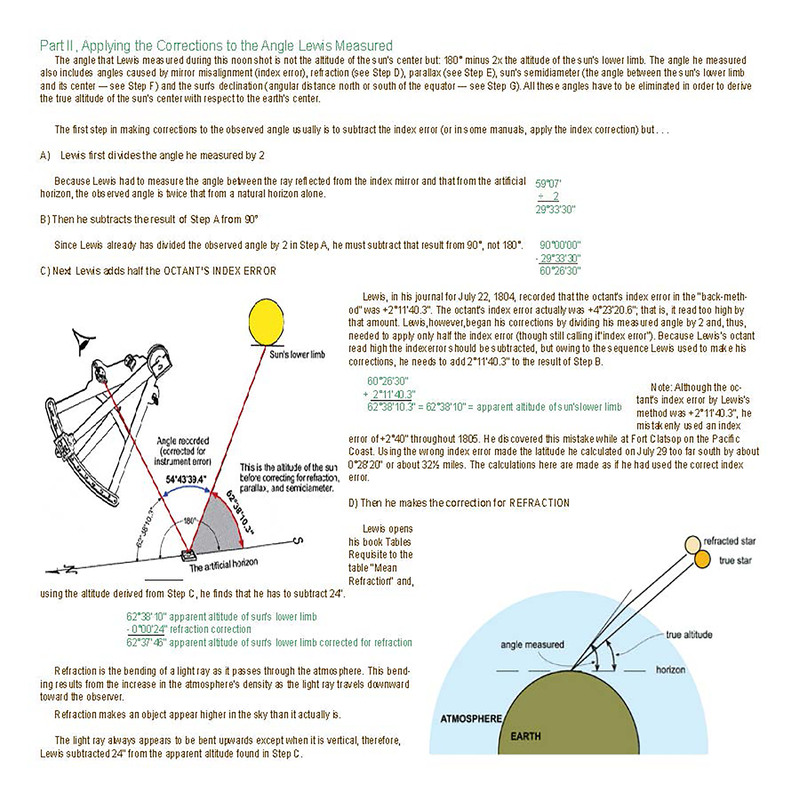 Part II, Applying the Corrections to the Angle Lewis Measured
The angle that Lewis measured during this noon shot is not the altitude of the sun's center but: 180° minus 2x the altitude of the sun's lower limb. The angle he measured
also includes angles caused by mirror misalignment (index error), refraction (see Step D), parallax (see Step E), sun's semidiameter (the angle between the sun's lower limb
and its center — see Step F) and the sun's declination (angular distance north or south of the equator — see Step G). All these angles have to be eliminated in order to derive
the true altitude of the sun's center with respect to the earth's center.
The first step in making corrections to the observed angle usually is to subtract the index error (or in some manuals, apply the index correction) but . . .
A) Lewis first divides the angle he measured by 2
Because Lewis had to measure the angle between the ray reflected from the index mirror and that from the artificial
horizon, the observed angle is twice that from a natural horizon alone.
59°07'
÷ 2
29°33'30"
B) Then he subtracts the result of Step A from 90°
Since Lewis already has divided the observed angle by 2 in Step A, he must subtract that result from 90°, not 180°.
90°00'00"
- 29°33'30"
60°26'30"
C) Next Lewis adds half the OCTANT'S INDEX ERROR
Lewis, in his journal for July 22, 1804, recorded that the octant's index error in the "back-meth-
od" was +2°11'40.3". The octant's index error actually was +4°23'20.6"; that is, it read too high by
that amount. Lewis, however, began his corrections by dividing his measured angle by 2 and, thus,
needed to apply only half the index error (though still calling it "index error"). Because Lewis's octant
read high the index error should be subtracted, but owing to the sequence Lewis used to make his
corrections, he needs to add 2°11'40.3" to the result of Step B.
60°26'30"
+ 2°11'40.3"
62°38'10.3" = 62°38'10" = apparent altitude of sun's lower limb
Note: Although the oc-
tant's index error by Lewis's
method was +2°11'40.3", he
mistakenly used an index
error of +2°40" throughout 1805. He discovered this mistake while at Fort Clatsop on the Pacific
Coast. Using the wrong index error made the latitude he calculated on July 29 too far south by about
0°28'20" or about 32½ miles. The calculations here are made as if he had used the correct index
error.
Sun's lower limb
Angle recorded
(corrected for
instrument error)
54°43'39.4"
This is the altitude of the sun
before correcting for refraction,
parallax, and semidiameter.
62°38'10.3"
62°38'10.3"
180°
S
N
The artificial horizon
D) Then he makes the correction for REFRACTION
Lewis opens
his book Tables
Requisite to the
table "Mean
Refraction" and,
using the altitude derived from Step C, he finds that he has to subtract 24".
62°38'10" apparent altitude of sun's lower limb
- 0°00'24" refraction correction
62°37'46" apparent altitude of sun's lower limb corrected for refraction
Refraction is the bending of a light ray as it passes through the atmosphere. This bend-
ing results from the increase in the atmosphere's density as the light ray travels downward
toward the observer.
Refraction makes an object appear higher in the sky than it actually is.
The light ray always appears to be bent upwards except when it is vertical, therefore,
Lewis subtracted 24" from the apparent altitude found in Step C.
refracted star
true star
angle measured
true altitude
horizon
ATMOSPHERE
EARTH